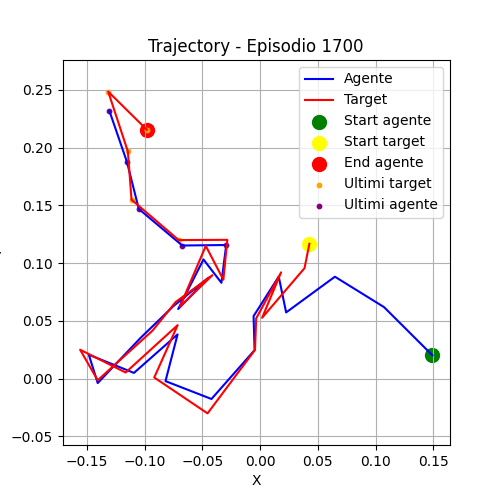 Trajectory - Episodio 1700
Agente
Target
Start agente
Start target
End agente
Ultimi target
Ultimi agente
0.25
0.20
0.15
0.10
0.05
0.00
−0.05
−0.15
−0.10
−0.05
0.00
0.05
0.10
0.15
X